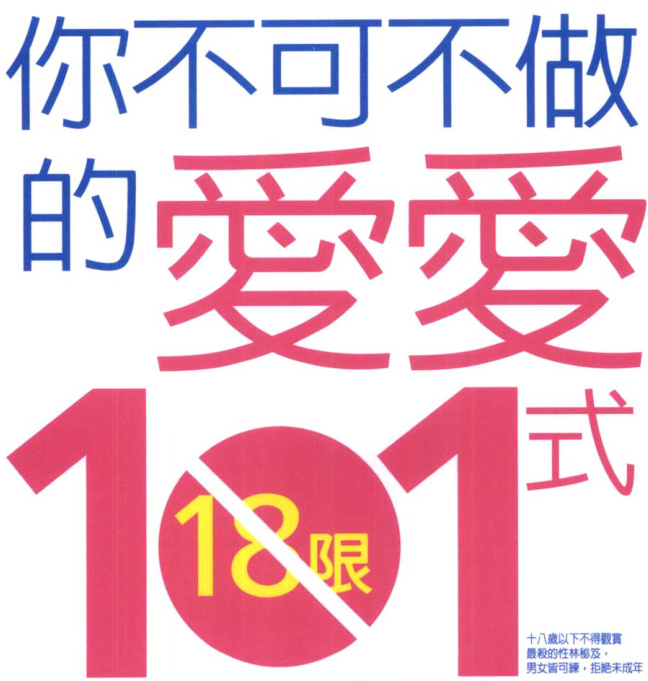 你不可不做
的愛愛
101式
18限
十八歲以下不得觀賞
最殺的性林秘及，
男女皆可練，拒絕未成年